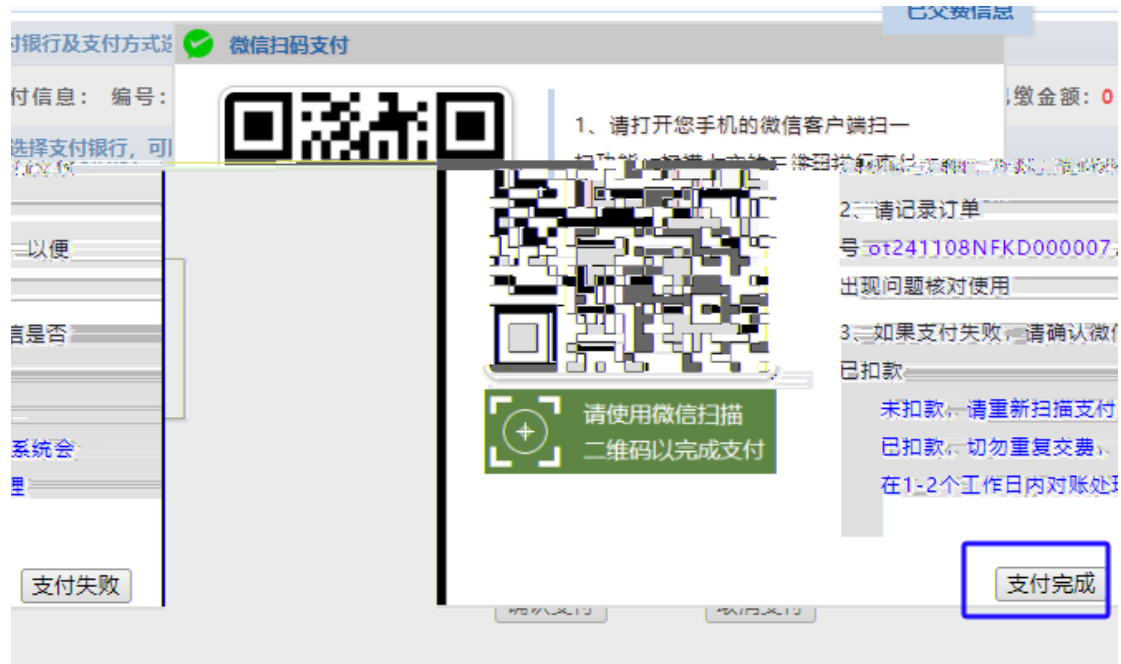 已交费信息
付银行及支付方式
微信扫码支付
付信息： 编号：
缴金额：0
1、请打开您手机的微信客户端扫一
选择支付银行，可
2、请记录订单
以便
号 ot241108NFKD000007
出现问题核对使用
信是否
3、如果支付失败，请确认微信
已扣款
请使用微信扫描
二维码以完成支付
未扣款、请重新扫描支付
系统会
已扣款、切勿重复交费、
理
在1-2个工作日内对账处理
支付失败
支付完成
确认支付
取消支付